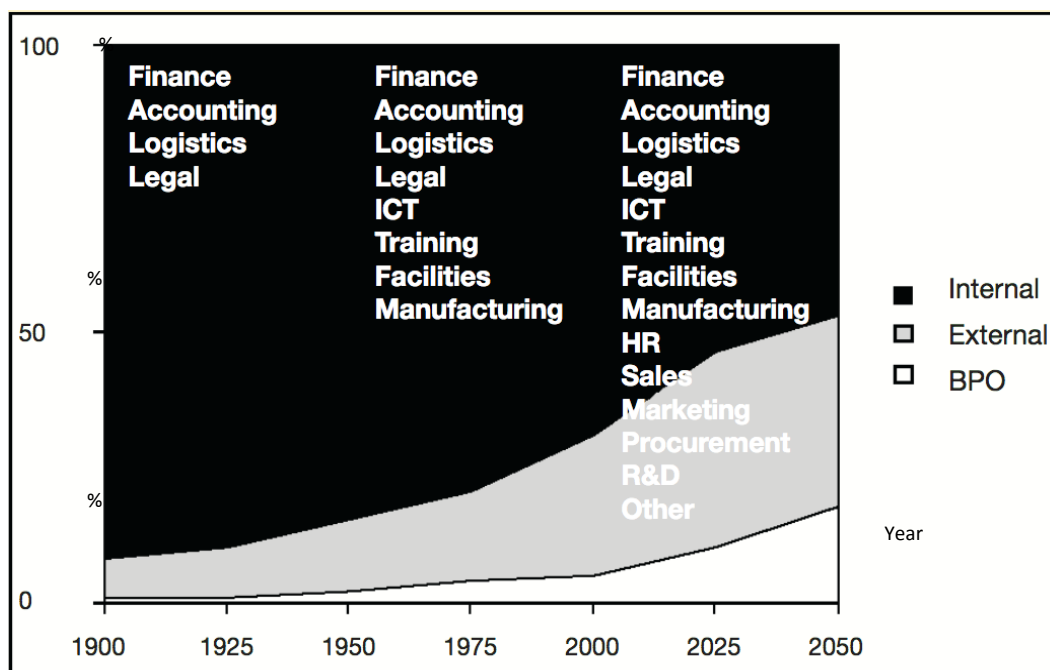 100
%
Finance
Accounting
Logistics
Legal
Finance
Accounting
Logistics
Legal
ICT
Training
Facilities
Manufacturing
Finance
Accounting
Logistics
Legal
ICT
Training
Facilities
Manufacturing
HR
Sales
Marketing
Procurement
R&D
Other
%
50
%
0
1900 1925 1950 1975 2000 2025 2050
Internal
External
BPO
Year